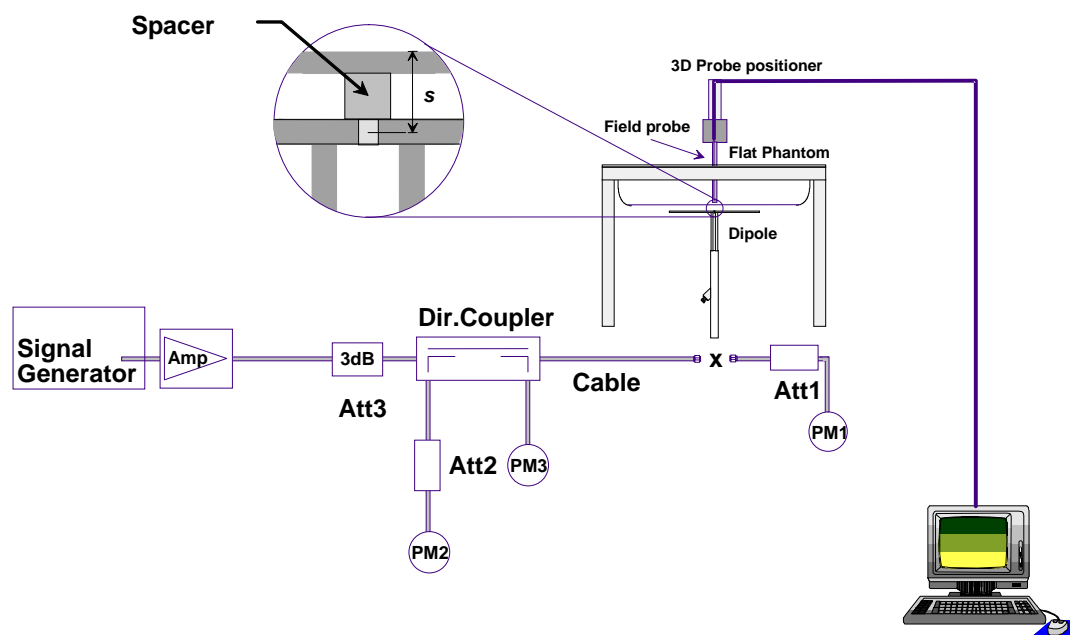 Spacer
s
3D Probe positioner
Field probe
Flat Phantom
Dipole
Signal
Generator
Amp
3dB
Att3
Dir.Coupler
Cable
x
Att1
PM1
Att2
PM3
PM2